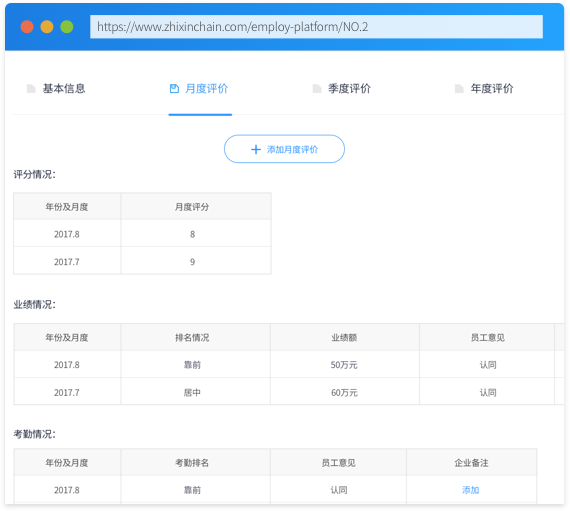 https://www.zhixinchain.com/employ-platform/NO.2
基本信息 月度评价 季度评价 年度评价
+ 添加月度评价
评分情况：
年份及月度 月度评分
2017.8 8
2017.7 9
业绩情况：
年份及月度 排名情况 业绩额 员工意见
2017.8 靠前 50万元 认同
2017.7 居中 60万元 认同
考勤情况：
年份及月度 考勤排名 员工意见 企业备注
2017.8 靠前 认同 添加